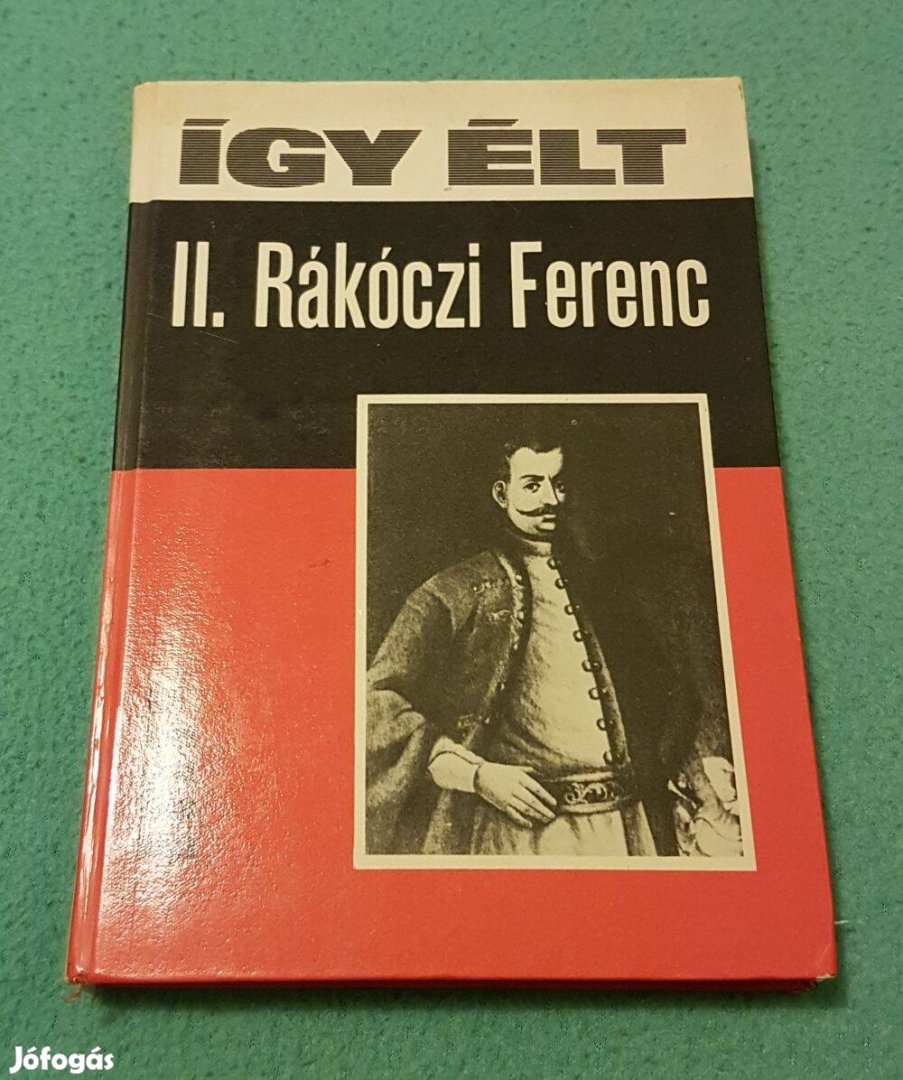 ÍGY ÉLT
II. Rákóczi Ferenc
Jófogás